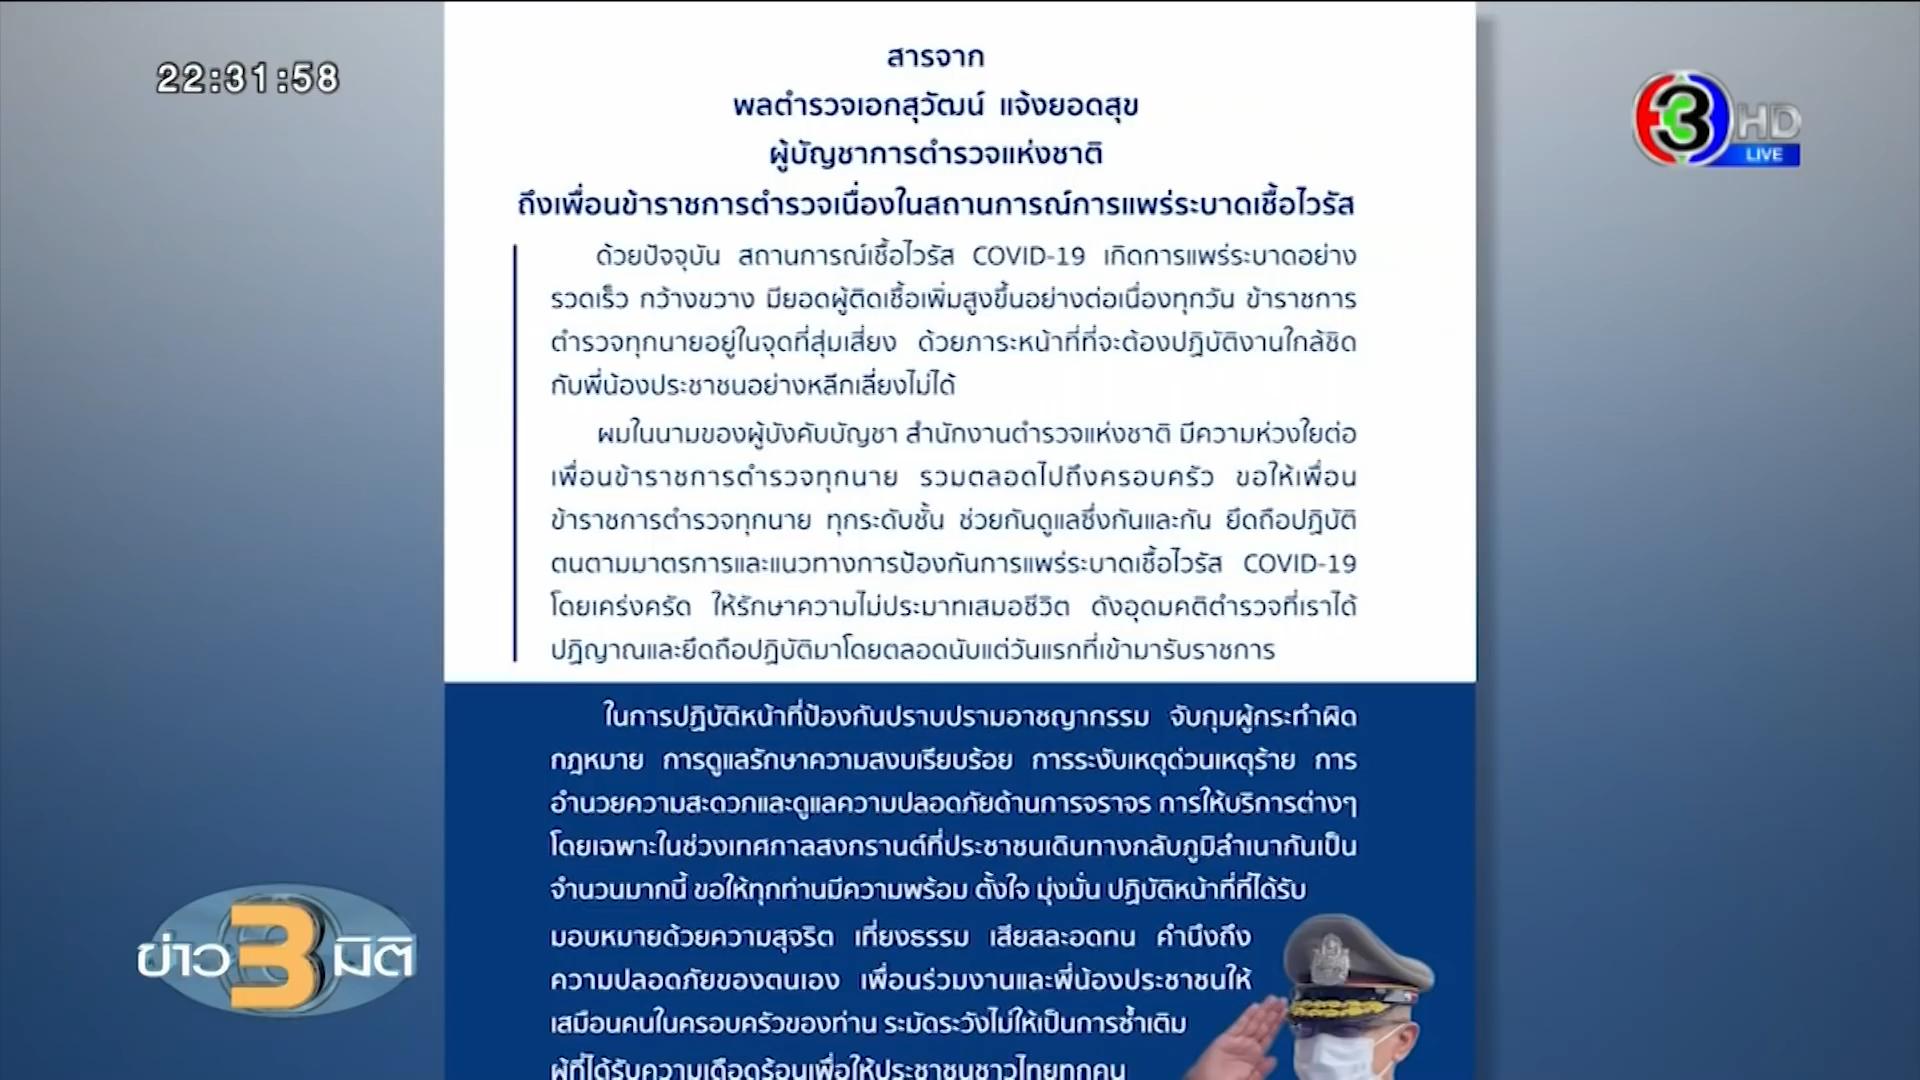 22:31:58
3 HD
LIVE
สารจาก
พลตำรวจเอกสุวัฒน์ แจ้งยอดสุข
ผู้บัญชาการตำรวจแห่งชาติ
ถึงเพื่อนข้าราชการตำรวจเนื่องในสถานการณ์การแพร่ระบาดเชื้อไวรัส
ด้วยปัจจุบัน สถานการณ์เชื้อไวรัส COVID-19 เกิดการแพร่ระบาดอย่าง
รวดเร็ว กว้างขวาง มียอดผู้ติดเชื้อเพิ่มสูงขึ้นอย่างต่อเนื่องทุกวัน ข้าราชการ
ตำรวจทุกนายอยู่ในจุดที่สุ่มเสี่ยง ด้วยภาระหน้าที่ที่จะต้องปฏิบัติงานใกล้ชิด
กับพี่น้องประชาชนอย่างหลีกเลี่ยงไม่ได้
ผมในนามของผู้บังคับบัญชา สำนักงานตำรวจแห่งชาติ มีความห่วงใยต่อ
เพื่อนข้าราชการตำรวจทุกนาย รวมตลอดไปถึงครอบครัว ขอให้เพื่อน
ข้าราชการตำรวจทุกนาย ทุกระดับชั้น ช่วยกันดูแลซึ่งกันและกัน ยึดถือปฏิบัติ
ตนตามมาตรการและแนวทางการป้องกันการแพร่ระบาดเชื้อไวรัส COVID-19
โดยเคร่งครัด ให้รักษาความไม่ประมาทเสมอชีวิต ดังอุดมคติตำรวจที่เราได้
ปฏิญาณและยึดถือปฏิบัติมาโดยตลอดนับแต่วันแรกที่เข้ามารับราชการ
ในการปฏิบัติหน้าที่ป้องกันปราบปรามอาชญากรรม จับกุมผู้กระทำผิด
กฎหมาย การดูแลรักษาความสงบเรียบร้อย การระงับเหตุด่วนเหตุร้าย การ
อำนวยความสะดวกและดูแลความปลอดภัยด้านการจราจร การให้บริการต่างๆ
โดยเฉพาะในช่วงเทศกาลสงกรานต์ที่ประชาชนเดินทางกลับภูมิลำเนากันเป็น
จำนวนมากนี้ ขอให้ทุกท่านมีความพร้อม ตั้งใจ มุ่งมั่น ปฏิบัติหน้าที่ที่ได้รับ
มอบหมายด้วยความสุจริต เที่ยงธรรม เสียสละอดทน คำนึงถึง
ความปลอดภัยของตนเอง เพื่อนร่วมงานและพี่น้องประชาชนให้
เสมือนคนในครอบครัวของท่าน ระมัดระวังไม่ให้เป็นการซ้ำเติม
ผู้ที่ได้รับความเดือดร้อนเพื่อให้ประชาชนชาวไทยทุกคน
ข่าว 3 มิติ